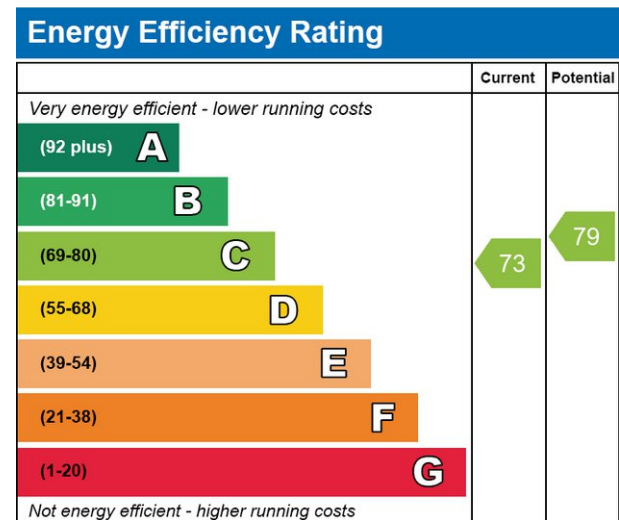 Energy Efficiency Rating
Current Potential
Very energy efficient - lower running costs
(92 plus) A
(81-91) B
(69-80) C
73
79
(55-68) D
(39-54) E
(21-38) F
(1-20) G
Not energy efficient - higher running costs